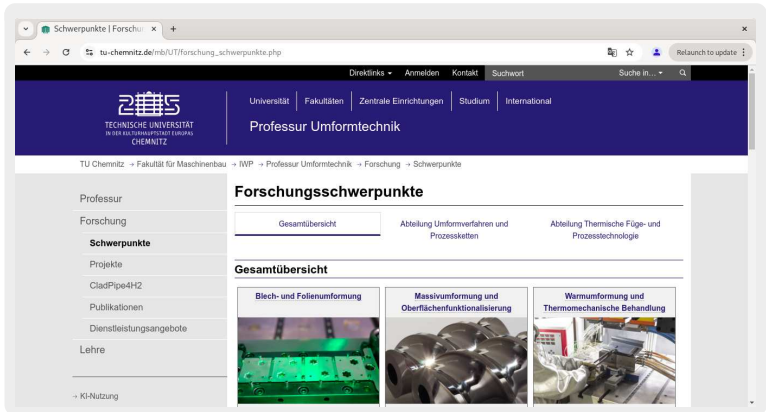 Schwerpunkte | Forschu
tu-chemnitz.de/mb/UT/forschung_schwerpunkte.php
Relaunch to update
Direktlinks
Anmelden
Kontakt
Suchwort
Suche in...
TECHNISCHE UNIVERSITÄT
IN DER KULTURHAUPTSTADT EUROPAS
CHEMNITZ
Universität
Fakultäten
Zentrale Einrichtungen
Studium
International
Professur Umformtechnik
TU Chemnitz → Fakultät für Maschinenbau → IWP → Professur Umformtechnik → Forschung → Schwerpunkte
Professur
Forschung
Schwerpunkte
Projekte
CladPipe4H2
Publikationen
Dienstleistungsangebote
Lehre
→ KI-Nutzung
Forschungsschwerpunkte
Gesamtübersicht
Abteilung Umformverfahren und
Prozessketten
Abteilung Thermische Füge- und
Prozesstechnologie
Gesamtübersicht
Blech- und Folienumformung
Massivumformung und
Oberflächenfunktionalisierung
Warmumformung und
Thermomechanische Behandlung